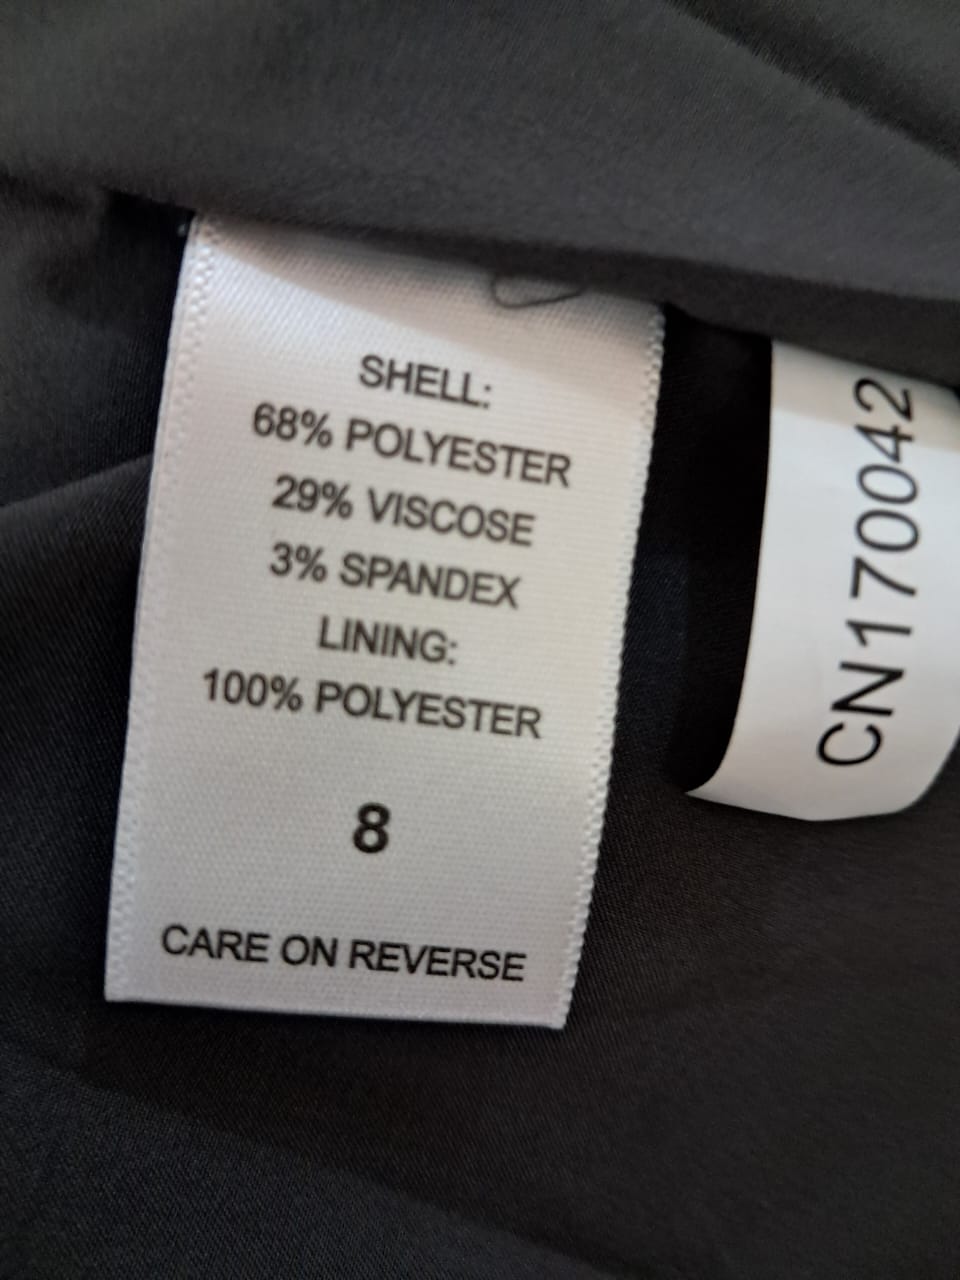 SHELL:
68% POLYESTER
29% VISCOSE
3% SPANDEX
LINING:
100% POLYESTER
8
CARE ON REVERSE
CN170042